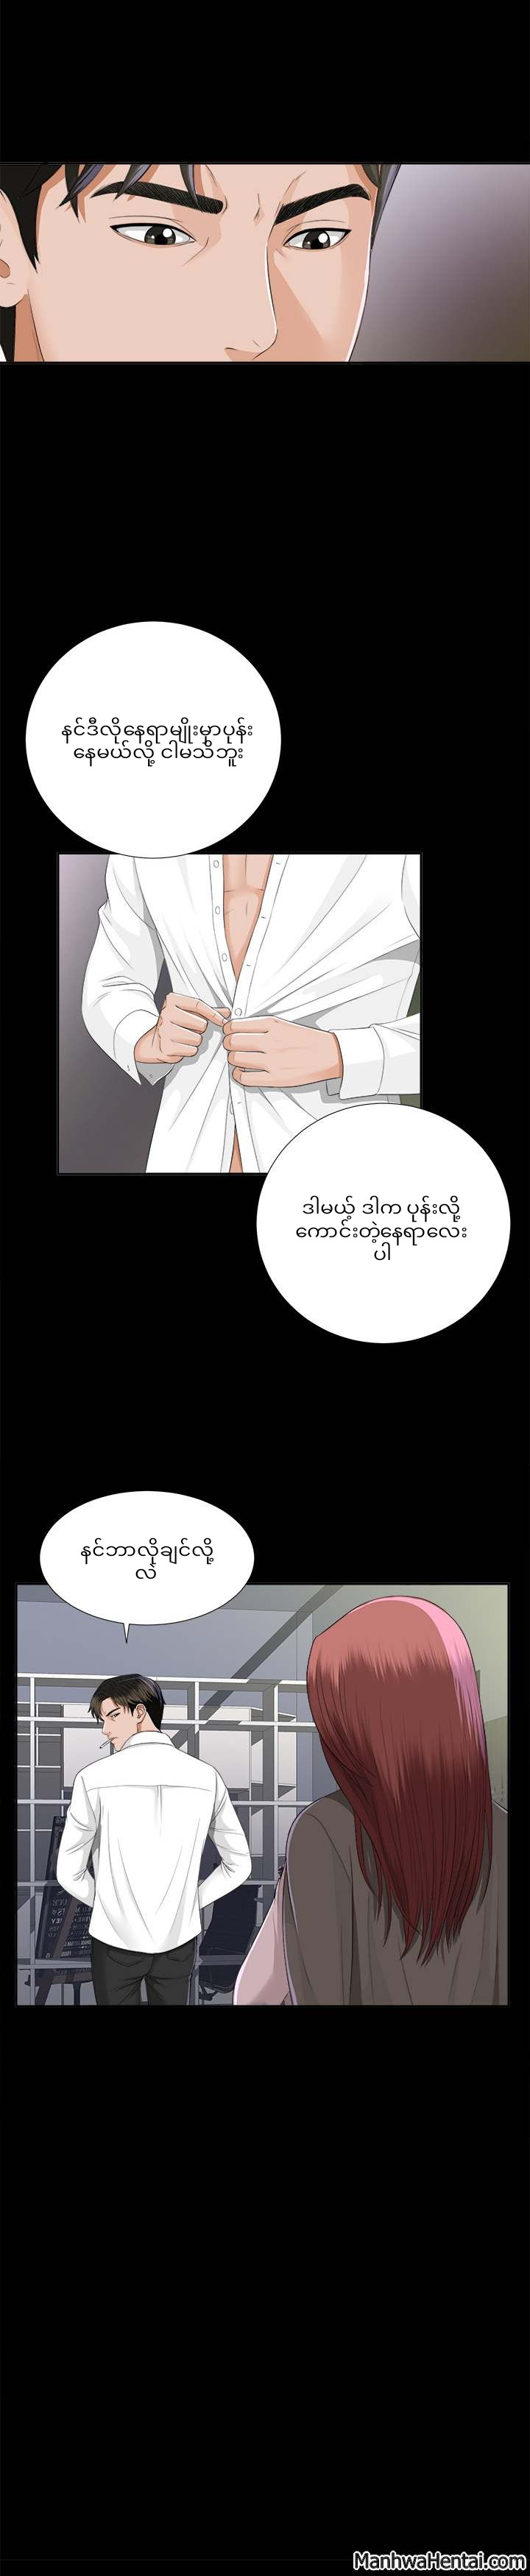 နင်ဒီလိုနေရာမျိုးမှာပုန်း
နေမယ်လို့ ငါမသိဘူး
ဒါမယ့် ဒါက ပုန်းလို့
ကောင်းတဲ့နေရာလေး
ပါ
နင်ဘာလိုချင်လို့
လဲ
ManhwaHentai.com